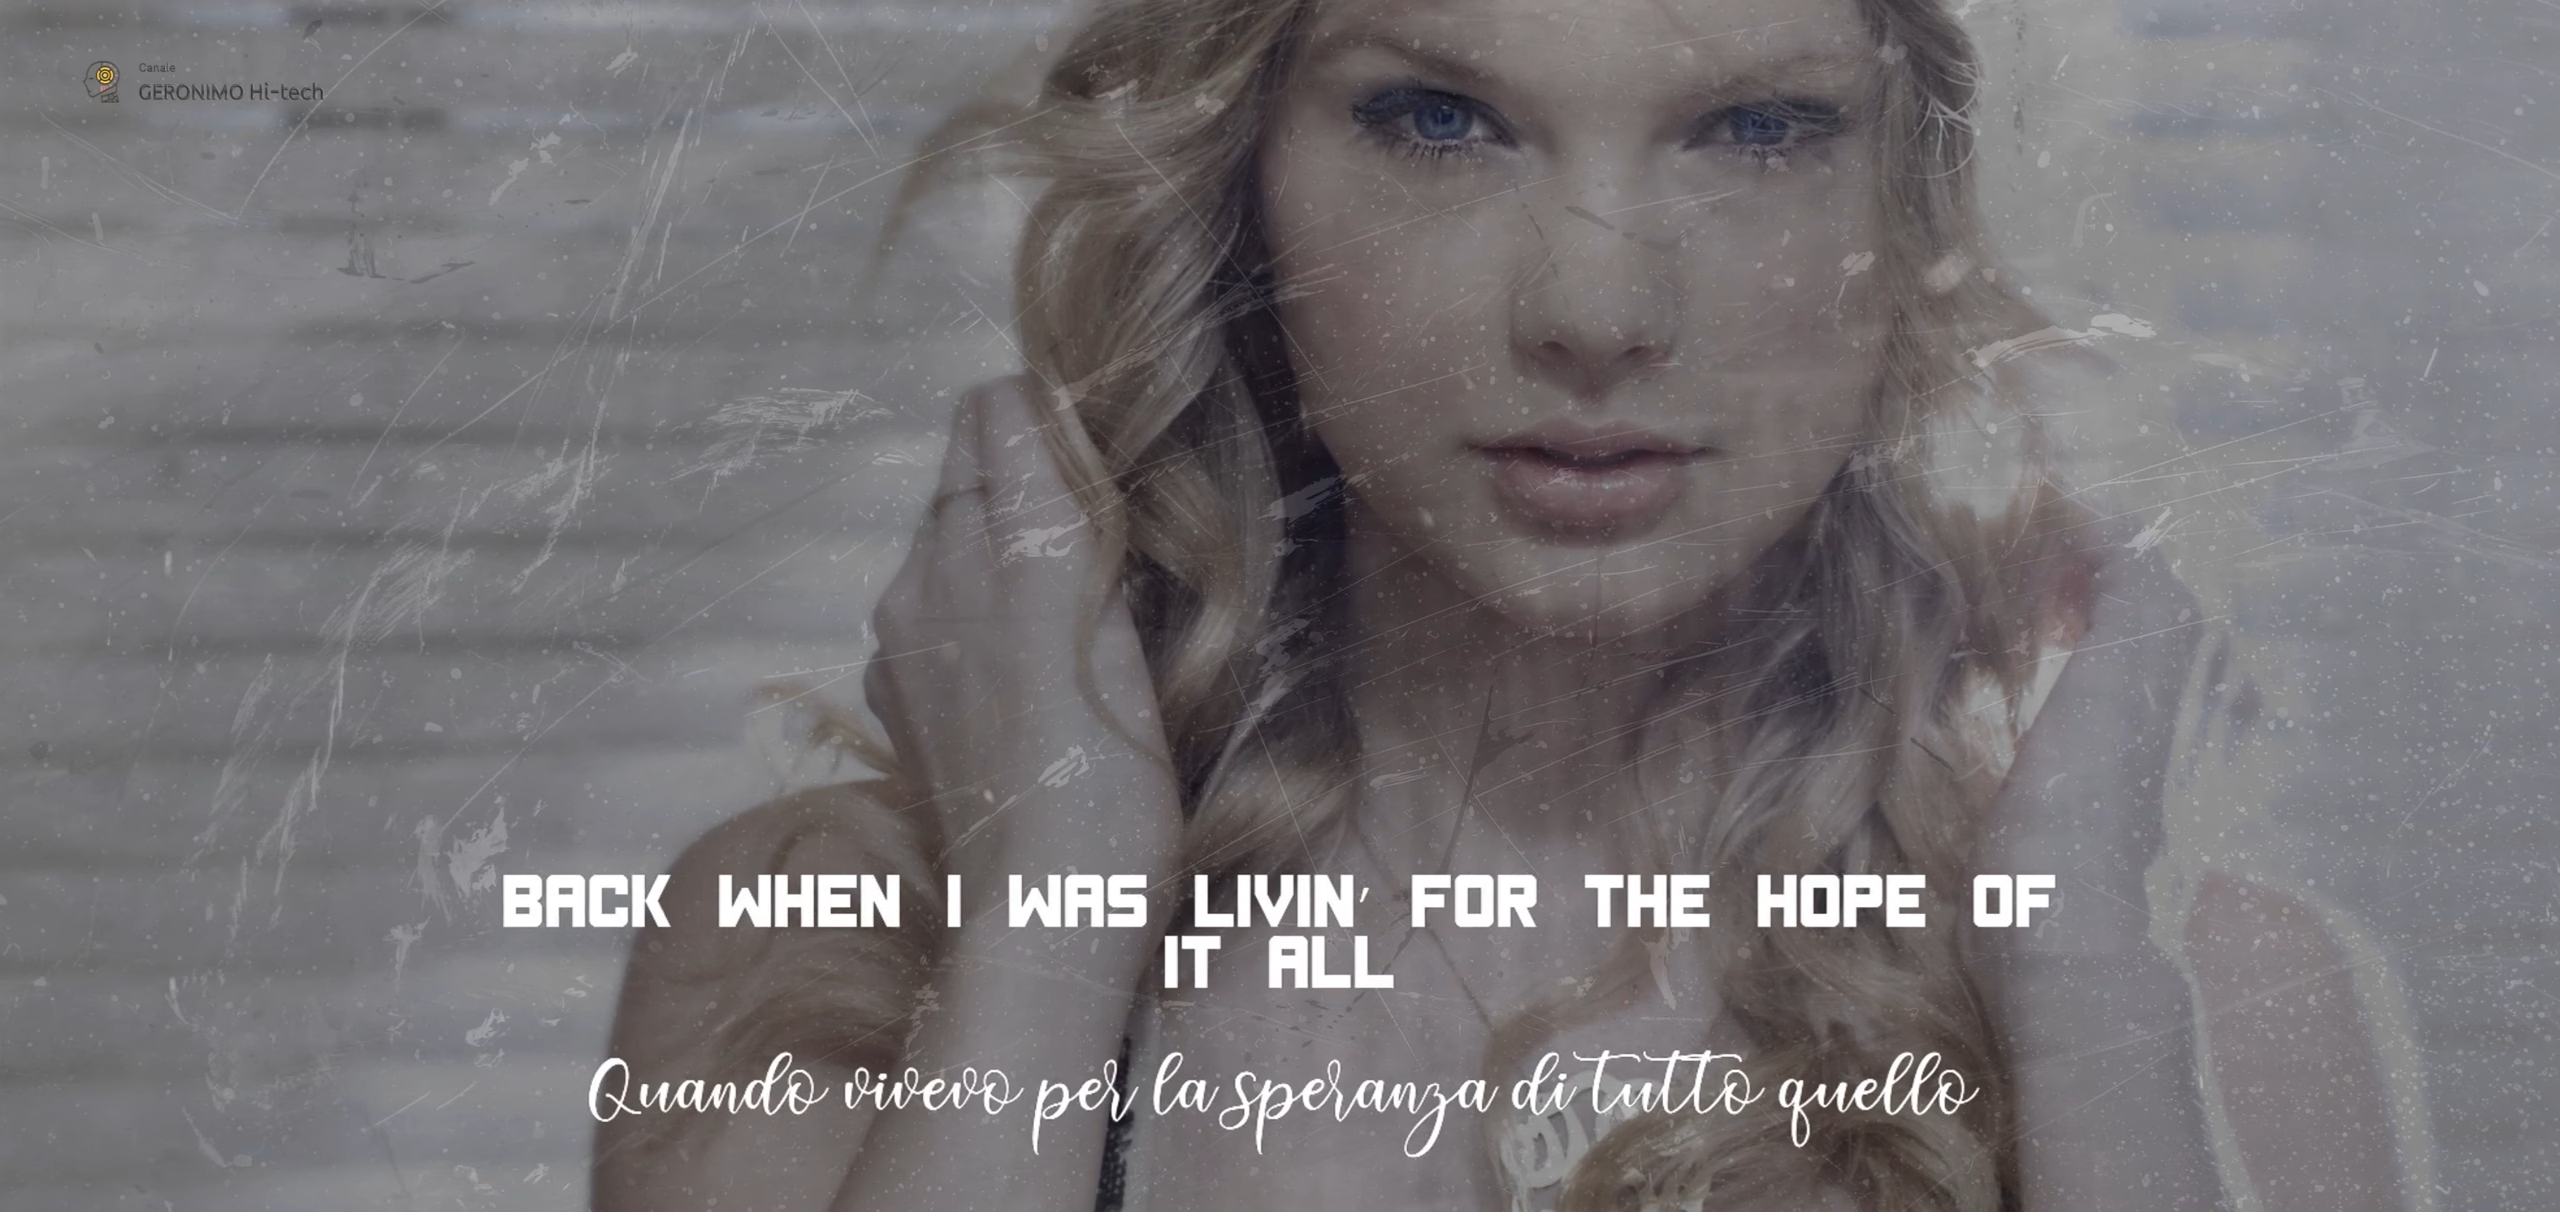 Canale
GERONIMO Hi-tech
BACK WHEN I WAS LIVIN' FOR THE HOPE OF
IT ALL
Quando vivevo per la speranza di tutto quello